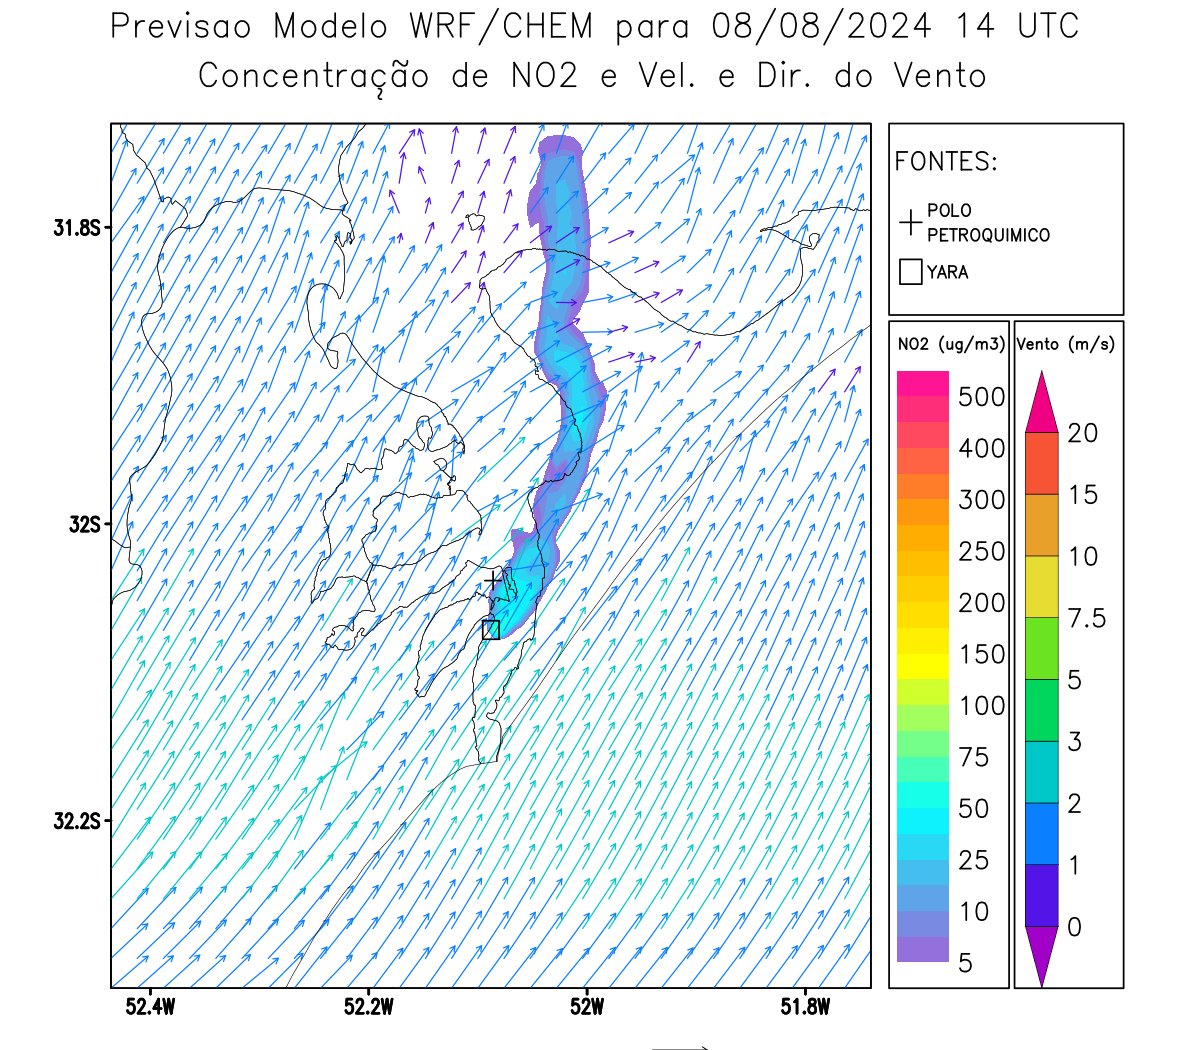 Previsao Modelo WRF/CHEM para 08/08/2024 14 UTC
Concentração de NO2 e Vel. e Dir. do Vento
FONTES:
POLO
PETROQUIMICO
YARA
NO2 (ug/m3)
500
400
300
250
200
150
100
75
50
25
10
5
Vento (m/s)
20
15
10
7.5
5
3
2
1
0
31.8S
32S
32.2S
52.4W
52.2W
52W
51.8W